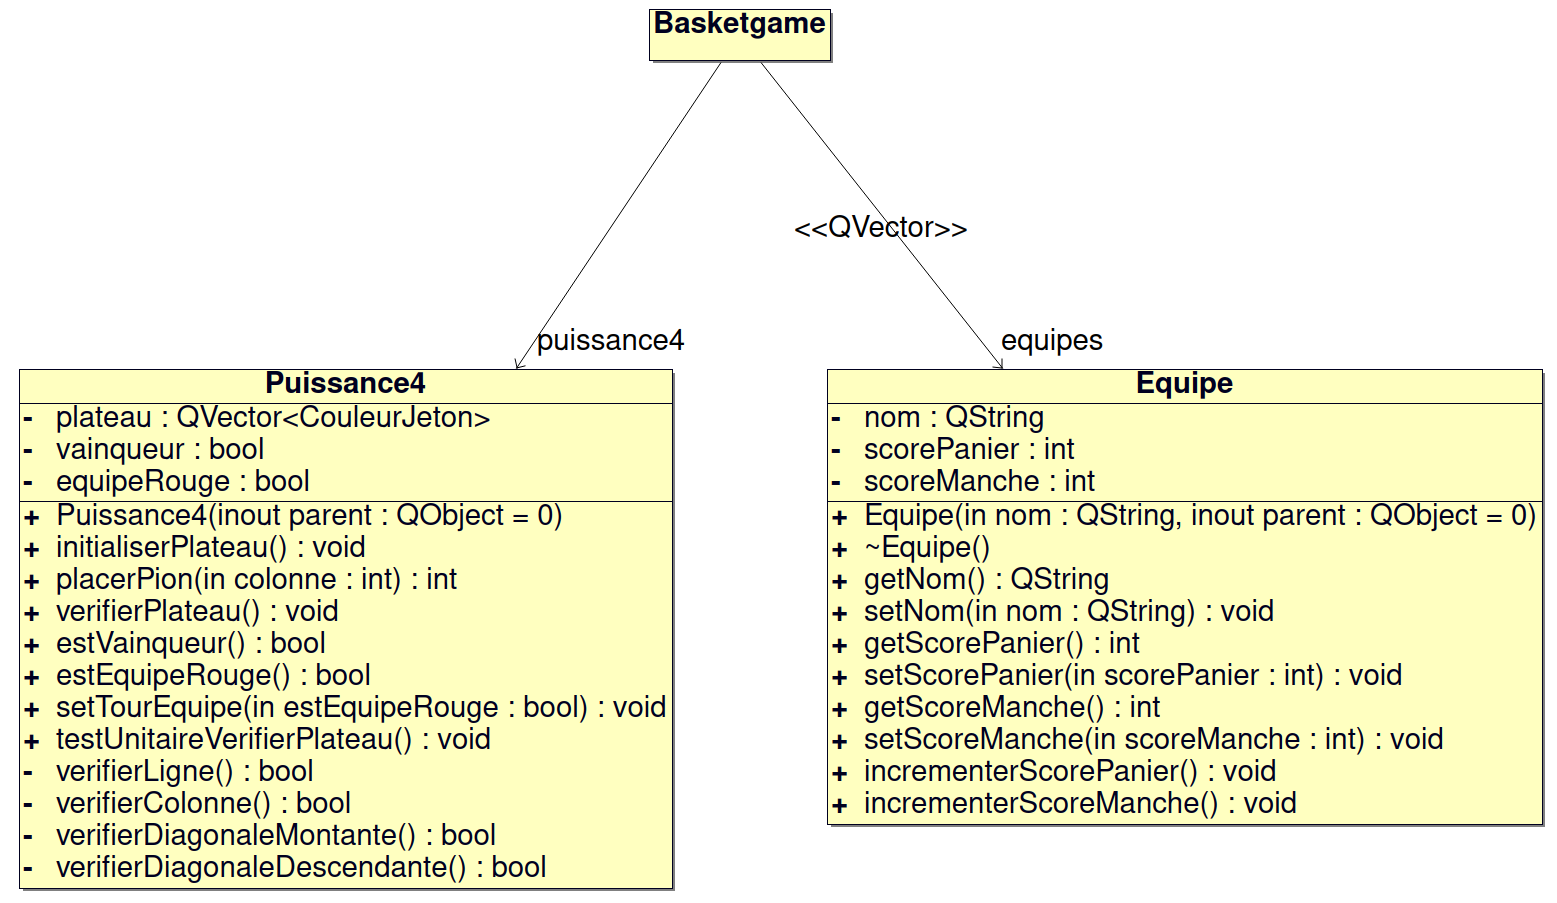 Basketgame
<<QVector>>
puissance4
equipes
Puissance4
- plateau : QVector<CouleurJeton>
- vainqueur : bool
- equipeRouge : bool
+ Puissance4(inout parent : QObject = 0)
+ initialiserPlateau() : void
+ placerPion(in colonne : int) : int
+ verifierPlateau() : void
+ estVainqueur() : bool
+ estEquipeRouge() : bool
+ setTourEquipe(in estEquipeRouge : bool) : void
+ testUnitaireVerifierPlateau() : void
- verifierLigne() : bool
- verifierColonne() : bool
- verifierDiagonaleMontante() : bool
- verifierDiagonaleDescendante() : bool
Equipe
- nom : QString
- scorePanier : int
- scoreManche : int
+ Equipe(in nom : QString, inout parent : QObject = 0)
+ ~Equipe()
+ getNom() : QString
+ setNom(in nom : QString) : void
+ getScorePanier() : int
+ setScorePanier(in scorePanier : int) : void
+ getScoreManche() : int
+ setScoreManche(in scoreManche : int) : void
+ incrementerScorePanier() : void
+ incrementerScoreManche() : void